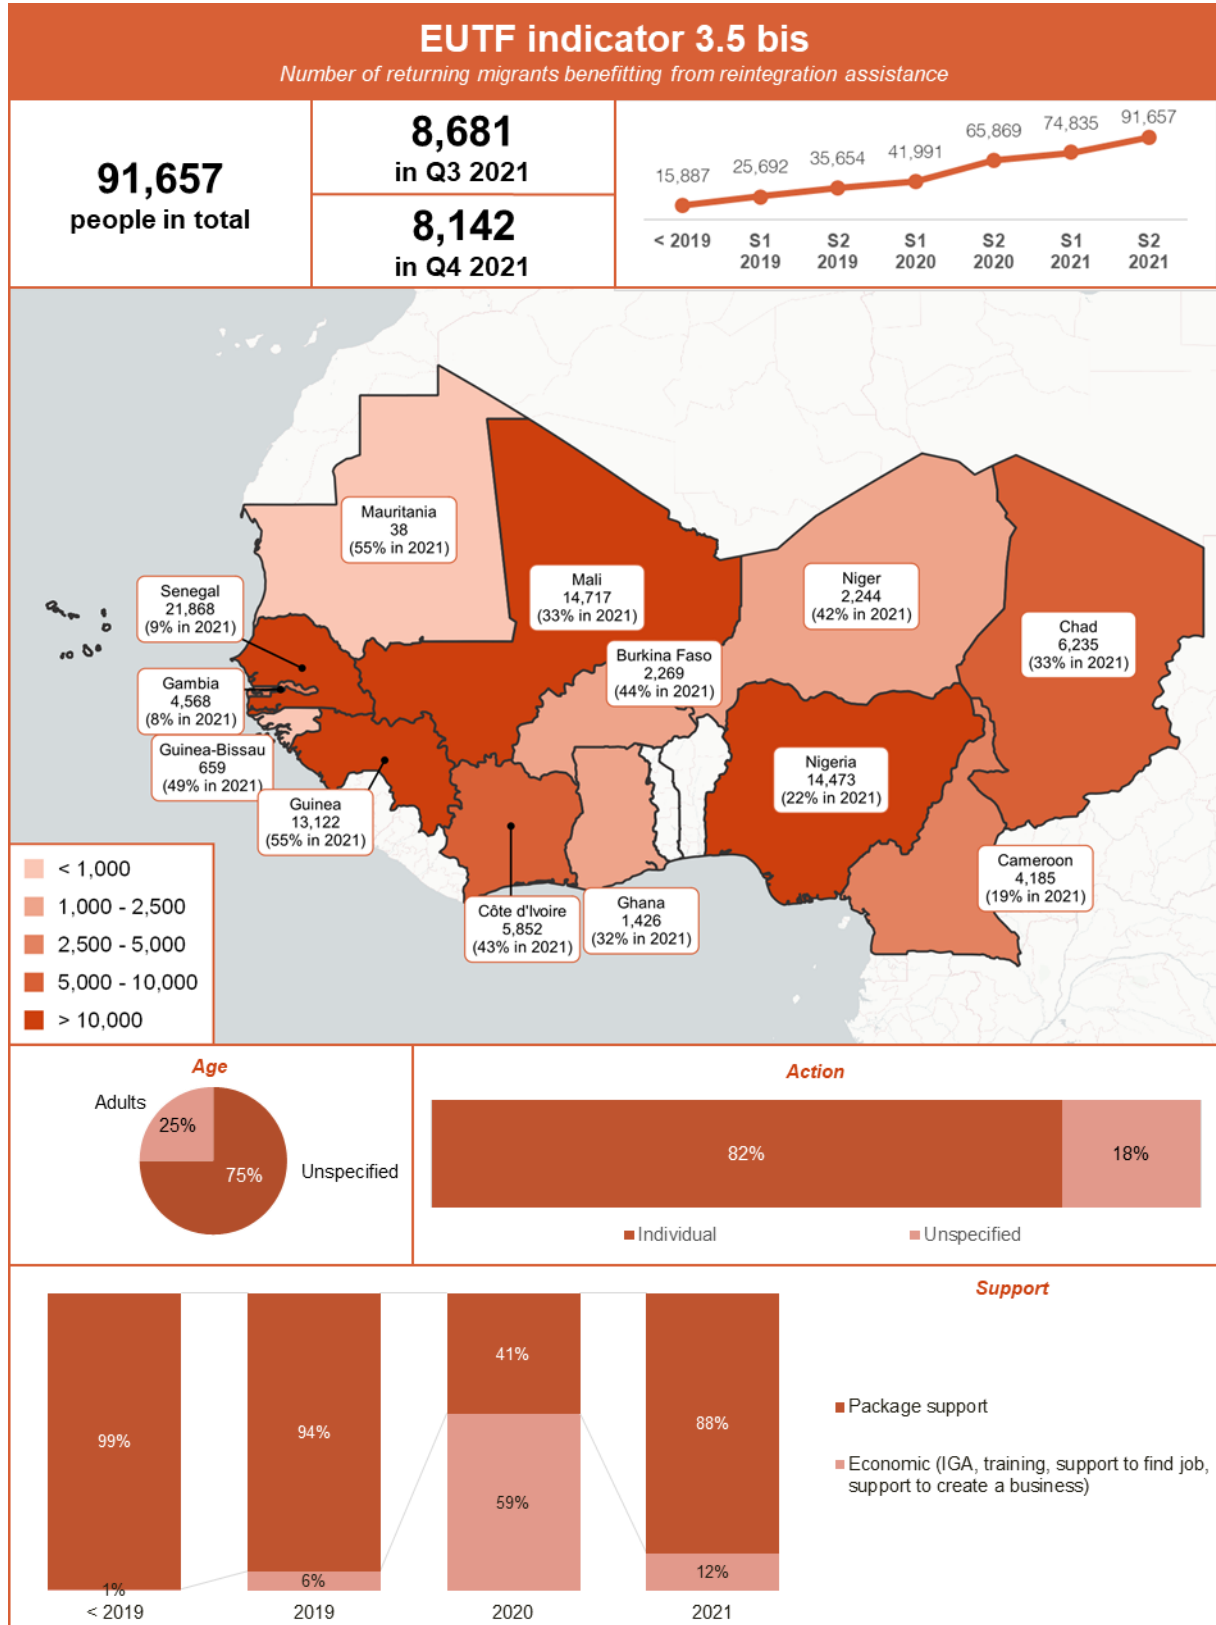 EUTF indicator 3.5 bis
Number of returning migrants benefitting from reintegration assistance
91,657
people in total
8,681
in Q3 2021
8,142
in Q4 2021
15,887
25,692
35,654
41,991
65,869
74,835
91,657
< 2019
S1
2019
S2
2019
S1
2020
S2
2020
S1
2021
S2
2021
Mauritania
38
(55% in 2021)
Senegal
21,868
(9% in 2021)
Mali
14,717
(33% in 2021)
Niger
2,244
(42% in 2021)
Chad
6,235
(33% in 2021)
Burkina Faso
2,269
(44% in 2021)
Gambia
4,568
(8% in 2021)
Guinea-Bissau
659
(49% in 2021)
Guinea
13,122
(55% in 2021)
Nigeria
14,473
(22% in 2021)
Cameroon
4,185
(19% in 2021)
Côte d'Ivoire
5,852
(43% in 2021)
Ghana
1,426
(32% in 2021)
< 1,000
1,000 - 2,500
2,500 - 5,000
5,000 - 10,000
> 10,000
Age
Adults
25%
75%
Unspecified
Action
82%
18%
Individual
Unspecified
Support
99%
1%
< 2019
94%
6%
2019
41%
59%
2020
88%
12%
2021
Package support
Economic (IGA, training, support to find job,
support to create a business)